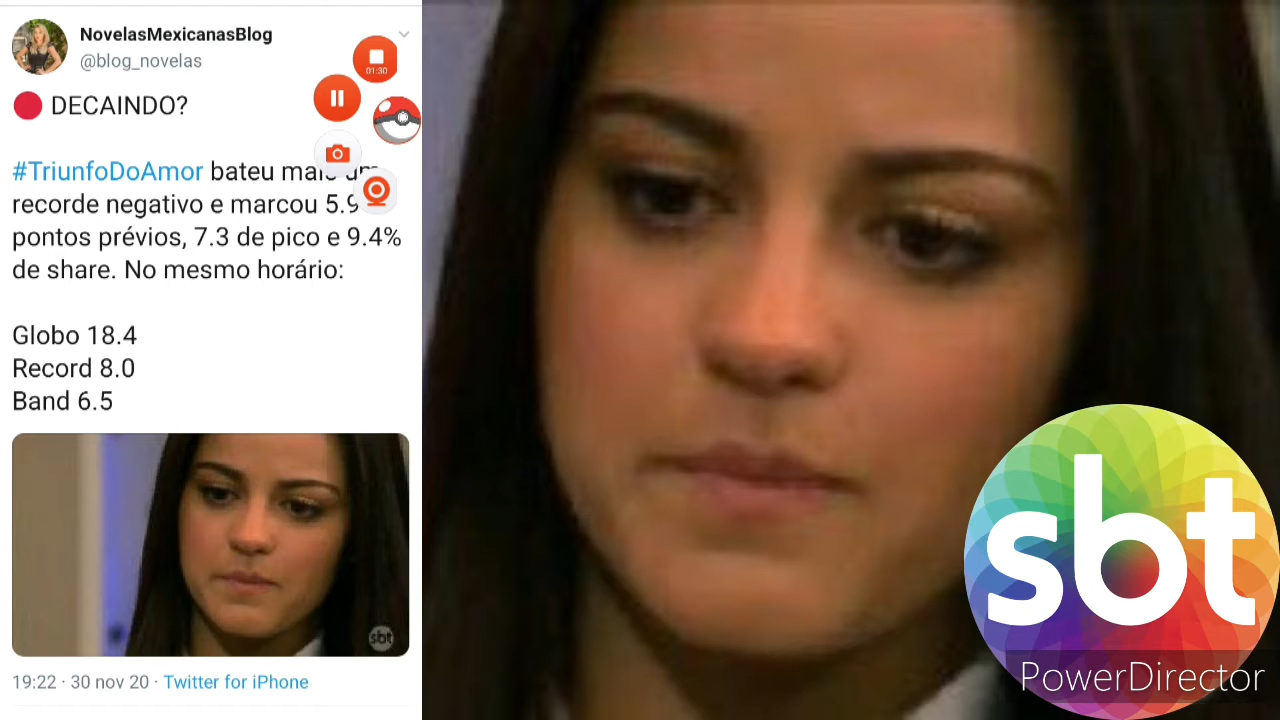 NovelasMexicanasBlog
@blog_novelas
01:30
DECAINDO?
#TriunfoDoAmor bateu mais um
recorde negativo e marcou 5.9
pontos prévios, 7.3 de pico e 9.4%
de share. No mesmo horário:
Globo 18.4
Record 8.0
Band 6.5
sbt
19:22 · 30 nov 20 · Twitter for iPhone
sbt
PowerDirector